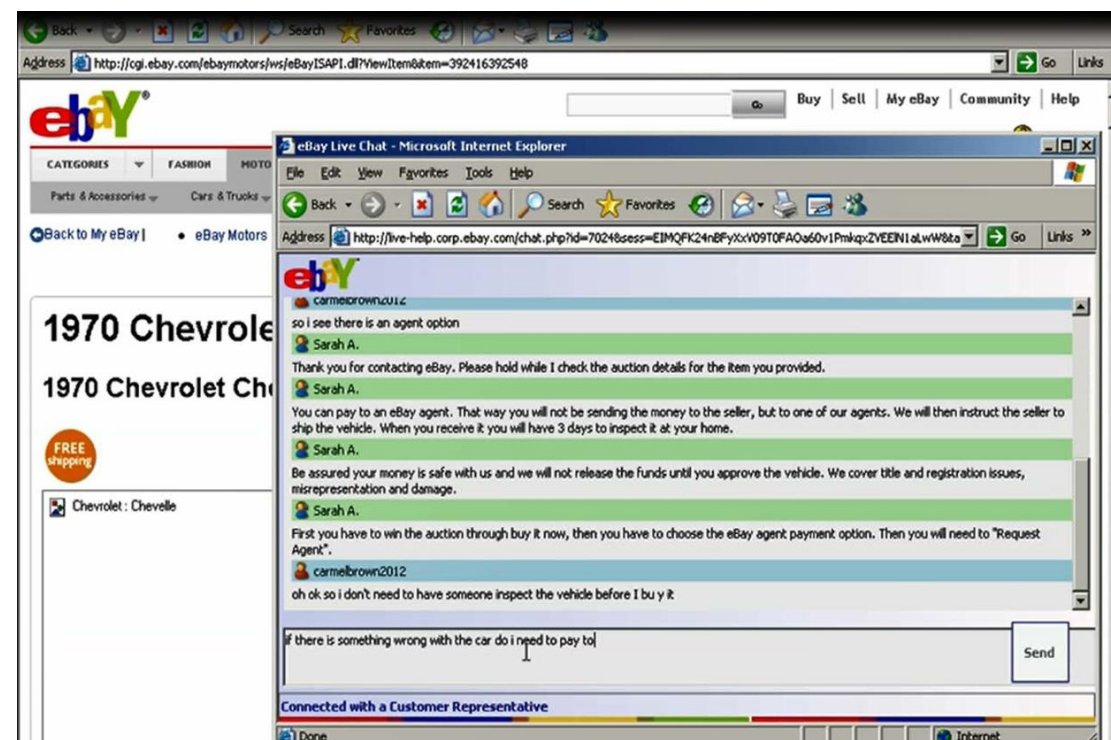 Back Search Favorites
Address http://cgi.ebay.com/ebaymotors/ws/eBayISAPI.dll?ViewItem&item=392416392548 Go Links
ebaY Go Buy | Sell | My eBay | Community | Help
CATEGORIES FASHION MOTO
Parts & Accessories Cars & Trucks
Back to My eBay | • eBay Motors
1970 Chevrole
1970 Chevrolet Che
FREE
shipping
Chevrolet : Chevelle
eBay Live Chat - Microsoft Internet Explorer
File Edit View Favorites Tools Help
Back Search Favorites
Address Go Links »
ebaY
carmelbrown2012
so i see there is an agent option
Sarah A.
Thank you for contacting eBay. Please hold while I check the auction details for the item you provided.
Sarah A.
You can pay to an eBay agent. That way you will not be sending the money to the seller, but to one of our agents. We will then instruct the seller to
ship the vehicle. When you receive it you will have 3 days to inspect it at your home.
Sarah A.
Be assured your money is safe with us and we will not release the funds until you approve the vehicle. We cover title and registration issues,
misrepresentation and damage.
Sarah A.
First you have to win the auction through buy it now, then you have to choose the eBay agent payment option. Then you will need to "Request
Agent".
carmelbrown2012
oh ok so i don't need to have someone inspect the vehicle before I bu y it
if there is something wrong with the car do i need to pay to
Send
Connected with a Customer Representative
Done Internet